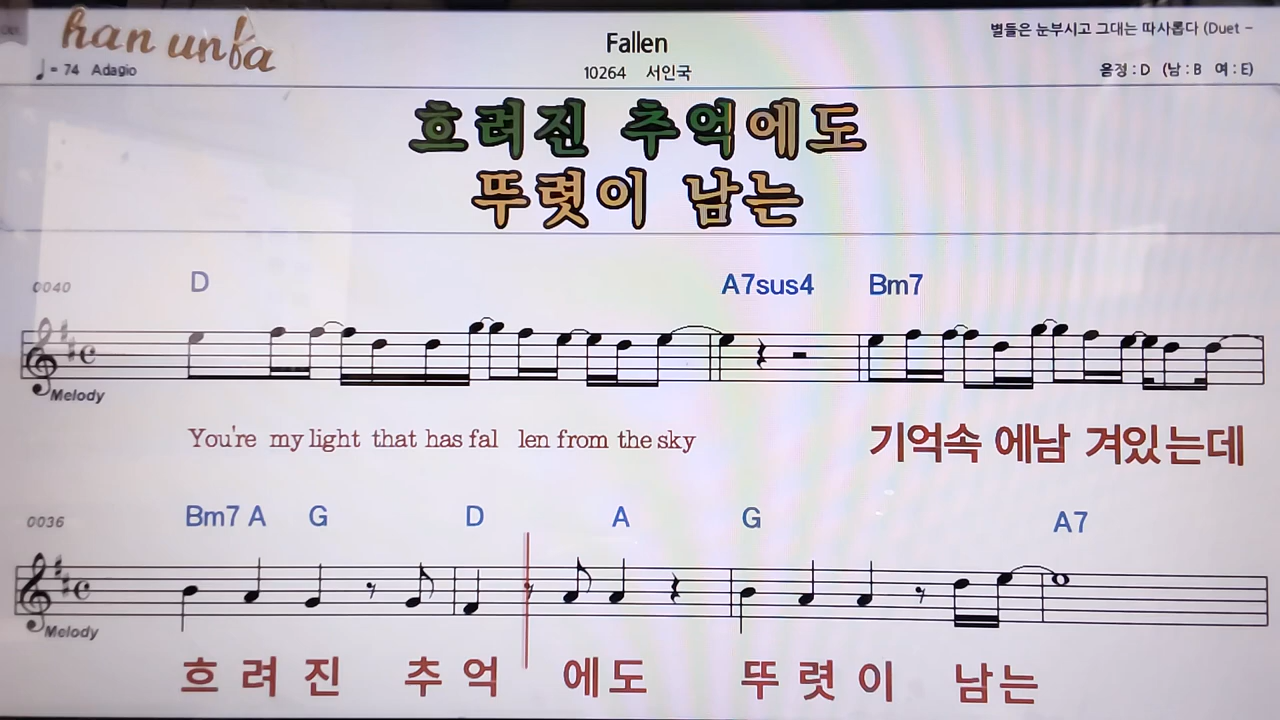 han unba
Fallen
별들은 눈부시고 그대는 따사롭다 (Duet -
♩= 74 Adagio
10264 서인국
음정 : D (남 : B 여 : E)
흐려진 추억에도
뚜렷이 남는
0040
D A7sus4 Bm7
Melody
You're my light that has fal len from the sky 기억속 에남 겨있는데
0036
Bm7 A G D A G A7
Melody
흐 려 진 추 억 에 도 뚜 렷 이 남 는